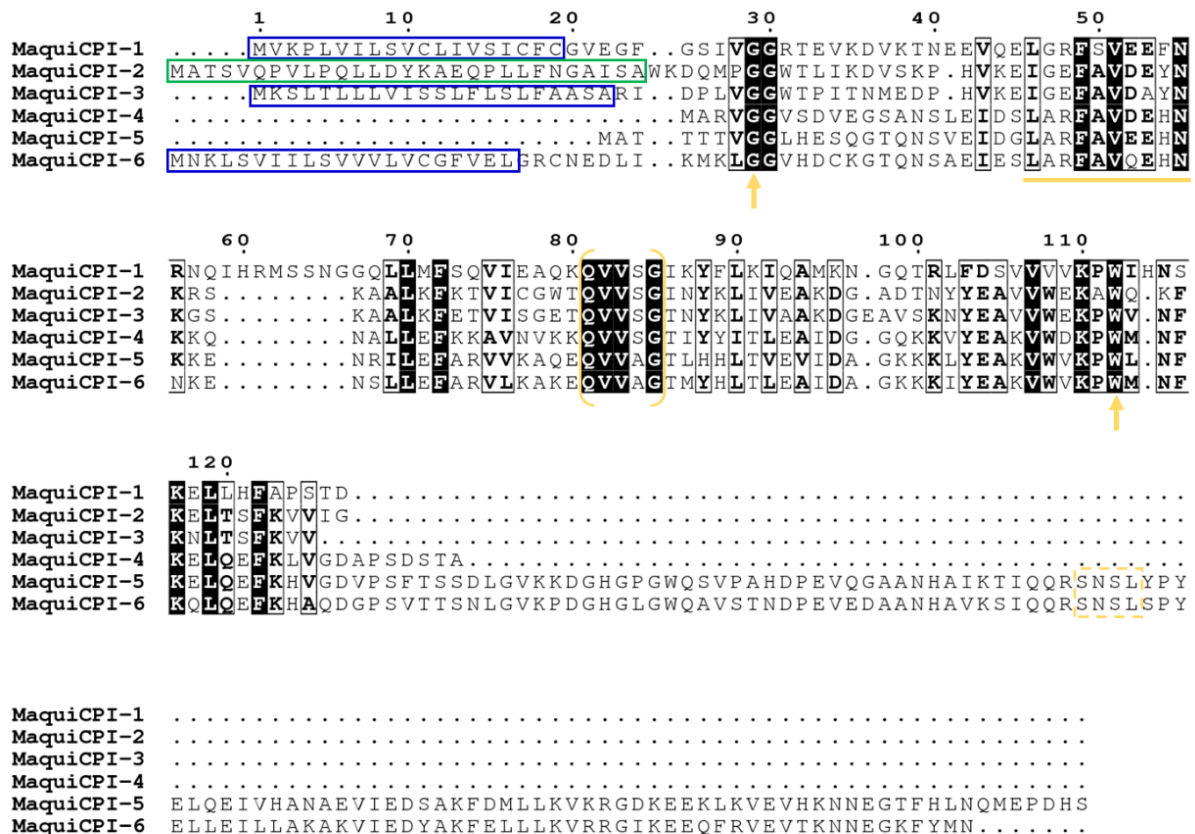 1 10 20 30 40 50
MaquiCPI-1 .....MVKPLVILSVCLIVSICFCGVEGF..GSIVGGRTEVKDVKTNEEVQELGRFSVEEFN
MaquiCPI-2 MATSVQPVLPQLLDYKAEQPLLFNGAISAWKDQMPGGWTLIKDVSKP.HVKEIGEFAVDEYN
MaquiCPI-3 .....MKSLTLLLVISSLFLSLFAASARI..DPLVGGWTPITNMEDP.HVKEIGEFAVDAYN
MaquiCPI-4 ...............................MARVGGVSDVEGSANSLEIDSLARFAVDEHN
MaquiCPI-5 ..........................MAT..TTTVGGLHESQGTQNSVEIDGLARFAVEEHN
MaquiCPI-6 MNKLSVIILSVVVLVCGFVELGRCNEDLI..KMKLGGVHDCKGTQNSAEIESLARFAVQEHN
60 70 80 90 100 110
MaquiCPI-1 RNQIHRMSSNGGQLLMFSQVIEAQKQVVSGIKYFLKIQAMKN.GQTRLFDSVVVVKPWIHNS
MaquiCPI-2 KRS........KAALKFKTVICGWTQVVSGINYKLIVEAKDG.ADTNYYEAVVWEKAWQ.KF
MaquiCPI-3 KGS........KAALKFETVISGETQVVSGTNYKLIVAAKDGEAVSKNYEAVVWEKPWV.NF
MaquiCPI-4 KKQ........NALLEFKKAVNVKKQVVSGTIYYITLEAIDG.GQKKVYEAKVWVKPWM.NF
MaquiCPI-5 KKE........NRILEFARVVKAQEQVVAGTLHHLTVEVIDA.GKKKLYEAKVWVKPWL.NF
MaquiCPI-6 NKE........NSLLEFARVLKAKEQVVAGTMYHLTLEAIDA.GKKKIYEAKVWVKPWM.NF
120
MaquiCPI-1 KELLHFAPSTD...................................................
MaquiCPI-2 KELTSFKVVIG...................................................
MaquiCPI-3 KNLTSFKVV.....................................................
MaquiCPI-4 KELQEFKLVGDAPSDSTA............................................
MaquiCPI-5 KELQEFKHVGDVPSFTSSDLGVKKDGHGPGWQSVPAHDPEVQGAANHAIKTIQQRSNSLYPY
MaquiCPI-6 KQLQEFKHAQDGPSVTTSNLGVKPDGHGLGWQAVSTNDPEVEDAANHAVKSIQQRSNSLSPY
MaquiCPI-1 ........................................................
MaquiCPI-2 ........................................................
MaquiCPI-3 ........................................................
MaquiCPI-4 ........................................................
MaquiCPI-5 ELQEIVHANAEVIEDSAKFDMLLKVKRGDKEEKLKVEVHKNNEGTFHLNQMEPDHS
MaquiCPI-6 ELLEILLAKAKVIEDYAKFELLLKVRRGIKEEQFRVEVTKNNEGKFYMN.......